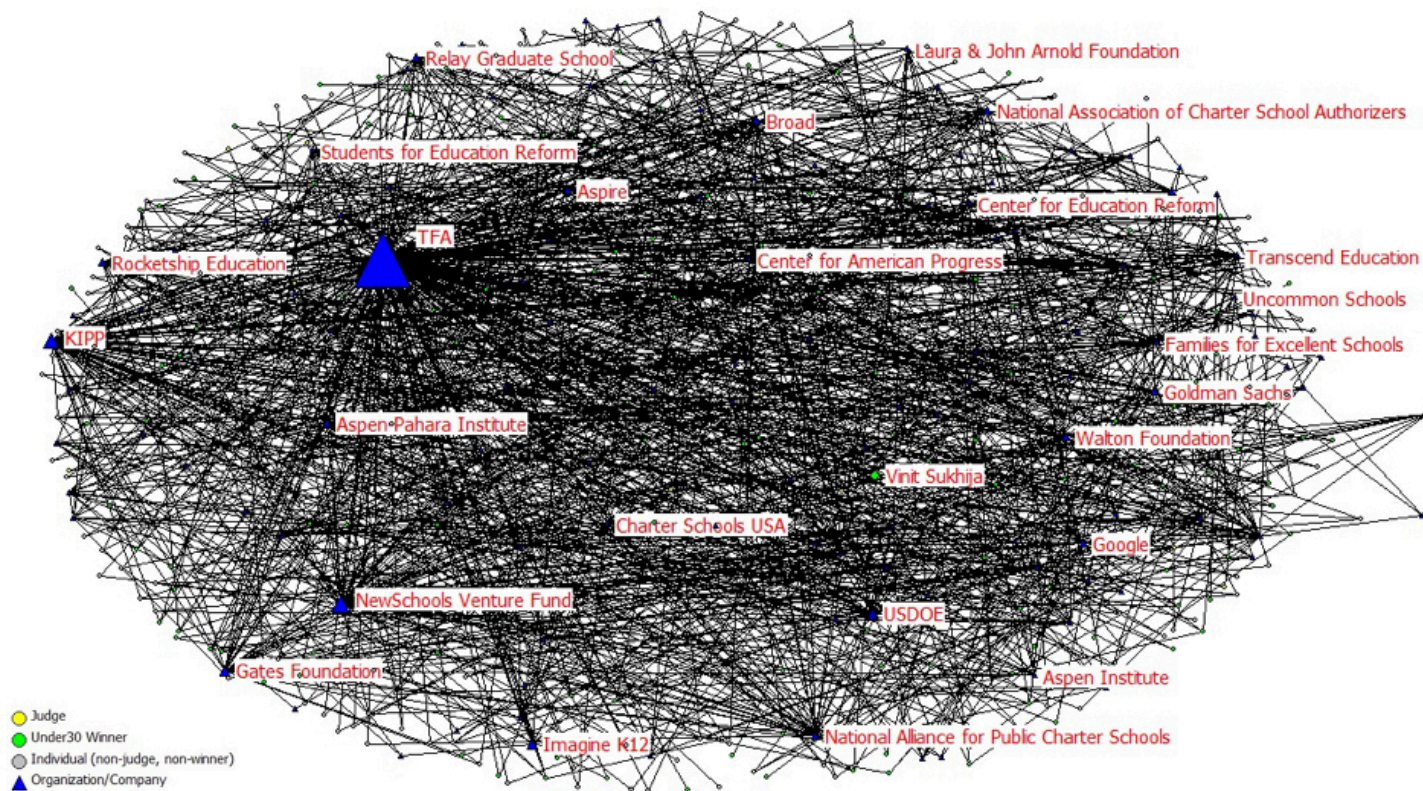 Relay Graduate School
Laura & John Arnold Foundation
National Association of Charter School Authorizers
Broad
Students for Education Reform
Aspire
Center for Education Reform
TFA
Center for American Progress
Transcend Education
Rocketship Education
Uncommon Schools
KIPP
Families for Excellent Schools
Goldman Sachs
Aspen Pahara Institute
Walton Foundation
Vinit Sukhija
Charter Schools USA
Google
NewSchools Venture Fund
USDOE
Gates Foundation
Aspen Institute
National Alliance for Public Charter Schools
Imagine K12
Judge
Under30 Winner
Individual (non-judge, non-winner)
Organization/Company